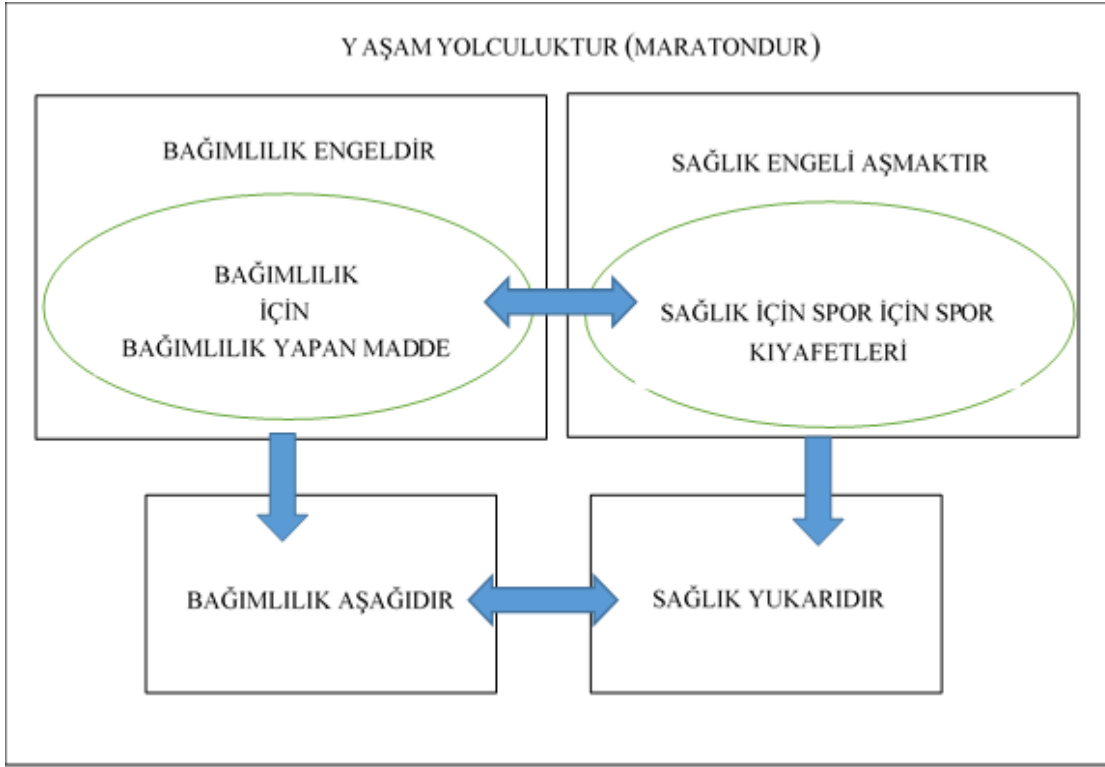 Y AŞAM YOLCULUKTUR (MARATONDUR)
BAĞIMLILIK ENGELDİR
SAĞLIK ENGELİ AŞMAKTIR
BAĞIMLILIK
İÇİN
BAĞIMLILIK YAPAN MADDE
SAĞLIK İÇİN SPOR İÇİN SPOR
KIYAFETLERİ
BAĞIMLILIK AŞAĞIDIR
SAĞLIK YUKARIDIR